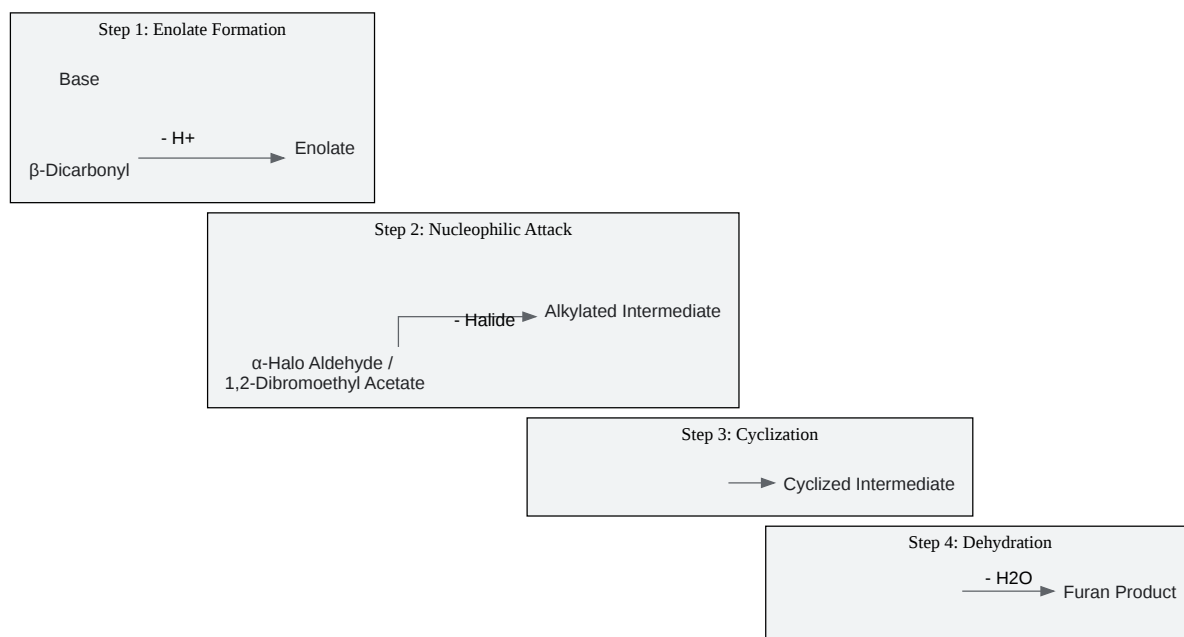 Step 1: Enolate Formation
Base
- H+
Enolate
β-Dicarbonyl
Step 2: Nucleophilic Attack
Alkylated Intermediate
- Halide
α-Halo Aldehyde /
1,2-Dibromoethyl Acetate
Step 3: Cyclization
Cyclized Intermediate
Step 4: Dehydration
- H2O
Furan Product